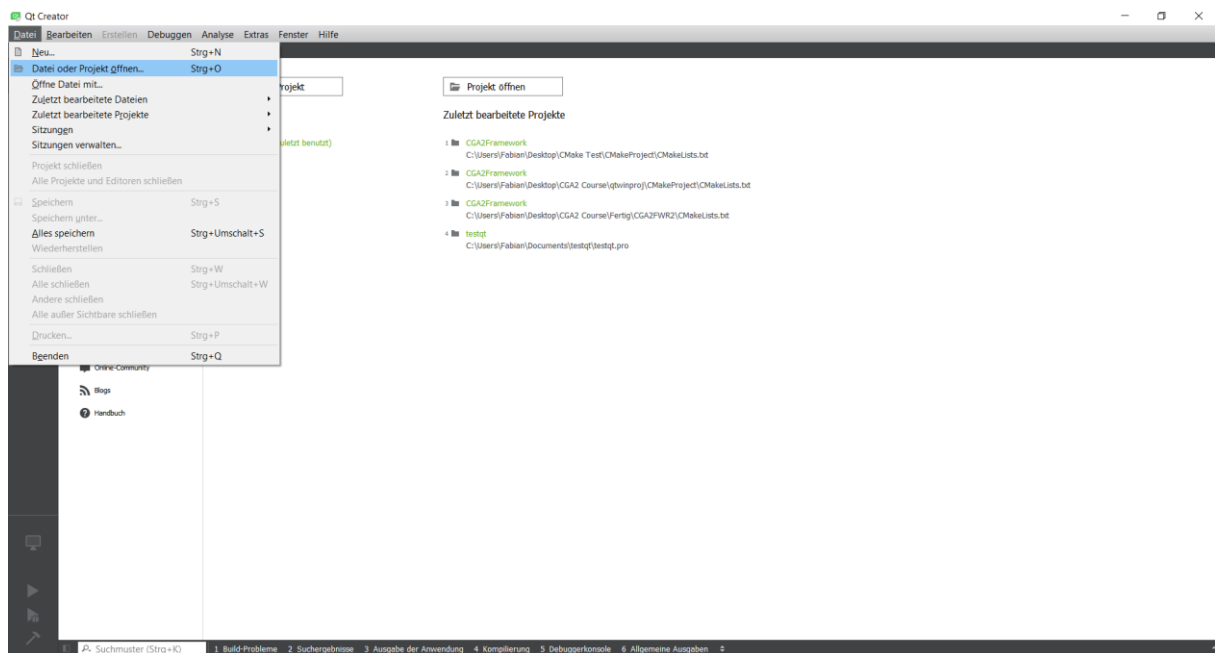 Qt Creator
Datei Bearbeiten Erstellen Debuggen Analyse Extras Fenster Hilfe
Neu... Strg+N
Datei oder Projekt öffnen... Strg+O
Öffne Datei mit...
Zuletzt bearbeitete Dateien
Zuletzt bearbeitete Projekte
Sitzungen
Sitzungen verwalten...
Projekt schließen
Alle Projekte und Editoren schließen
Speichern Strg+S
Speichern unter...
Alles speichern Strg+Umschalt+S
Wiederherstellen
Schließen Strg+W
Alle schließen Strg+Umschalt+W
Andere schließen
Alle außer Sichtbare schließen
Drucken... Strg+P
Beenden Strg+Q
Projekt
uletzt benutzt)
Projekt öffnen
Zuletzt bearbeitete Projekte
1 CGA2Framework
C:\Users\Fabian\Desktop\CMake Test\CMakeProject\CMakeLists.txt
2 CGA2Framework
C:\Users\Fabian\Desktop\CGA2 Course\qtwinproj\CMakeProject\CMakeLists.txt
3 CGA2Framework
C:\Users\Fabian\Desktop\CGA2 Course\Fertig\CGA2FWR2\CMakeLists.txt
4 testqt
C:\Users\Fabian\Documents\testqt\testqt.pro
Online-Community
Blogs
Handbuch
Suchmuster (Strg+K) 1 Build-Probleme 2 Suchergebnisse 3 Ausgabe der Anwendung 4 Kompilierung 5 Debuggerkonsole 6 Allgemeine Ausgaben